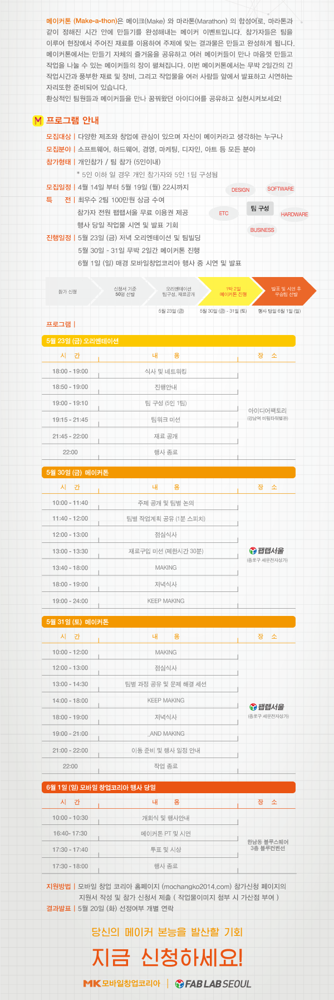 메이커톤 (Make-a-thon)은 메이크(Make) 와 마라톤(Marathon) 의 합성어로, 마라톤과
같이 정해진 시간 안에 만들기를 완성해내는 메이커 이벤트입니다. 참가자들은 팀을
이루어 현장에서 주어진 재료를 이용하여 주제에 맞는 결과물은 만들고 완성하게 됩니다.
메이커톤에서는 만들기 자체의 즐거움을 공유하고 여러 메이커들이 만나 마음껏 만들고
작업을 나눌 수 있는 메이커들의 장이 펼쳐집니다. 이번 메이커톤에서는 무박 2일간의 긴
작업시간과 풍부한 재료 및 장비, 그리고 작업물을 여러 사람들 앞에서 발표하고 시연하는
자리또한 준비되어 있습니다.
환상적인 팀원들과 메이커들을 만나 꿈꿔왔던 아이디어를 공유하고 실현시켜보세요!
M 프로그램 안내
모집대상 | 다양한 제조와 창업에 관심이 있으며 자신이 메이커라고 생각하는 누구나
모집분야 | 소프트웨어, 하드웨어, 경영, 마케팅, 디자인, 아트 등 모든 분야
참가형태 | 개인참가 / 팀 참가 (5인이내)
* 5인 이하 일 경우 개인 참가자와 5인 1팀 구성됨
모집일정 | 4월 14일 부터 5월 19일 (월) 22시까지
특 전 | 최우수 2팀 100만원 상금 수여
참가자 전원 팹랩서울 무료 이용권 제공
행사 당일 작업물 시연 및 발표 기회
진행일정 | 5월 23일 (금) 저녁 오리엔테이션 및 팀빌딩
5월 30일 - 31일 무박 2일간 메이커톤 진행
6월 1일 (일) 매경 모바일창업코리아 행사 중 시연 및 발표
DESIGN
SOFTWARE
팀 구성
ETC
HARDWARE
BUSINESS
참가 신청
신청서 기준
50명 선발
오리엔테이션
팀구성, 재료공개
1박 2일
메이커톤 진행
발표 및 시연 후
우승팀 선발
5월 23일 (금)
5월 30일 (금) - 31일 (토)
행사 당일 6월 1일 (일)
프로그램 |
5월 23일 (금) 오리엔테이션
시 간 내 용 장 소
18:00 - 19:00 식사 및 네트워킹
18:50 - 19:00 진행안내
19:00 - 19:10 팀 구성 (5인 1팀)
아이디어팩토리
(강남역 미림타워별관)
19:15 - 21:45 팀워크 미션
21:45 - 22:00 재료 공개
22:00 행사 종료
5월 30일 (금) 메이커톤
시 간 내 용 장 소
10:00 - 11:40 주제 공개 및 팀별 논의
11:40 - 12:00 팀별 작업계획 공유 (1분 스피치)
12:00 - 13:00 점심식사
13:00 - 13:30 재료구입 미션 (제한시간 30분)
팹랩서울
(종로구 세운전자상가)
13:40 - 18:00 MAKING
18:00 - 19:00 저녁식사
19:00 - 24:00 KEEP MAKING
5월 31일 (토) 메이커톤
시 간 내 용 장 소
10:00 - 12:00 MAKING
12:00 - 13:00 점심식사
13:00 - 14:30 팀별 과정 공유 및 문제 해결 세션
14:00 - 18:00 KEEP MAKING
팹랩서울
(종로구 세운전자상가)
18:00 - 19:00 저녁식사
19:00 - 21:00 ..AND MAKING
21:00 - 22:00 이동 준비 및 행사 일정 안내
22:00 작업 종료
6월 1일 (일) 모바일 창업코리아 행사 당일
시 간 내 용 장 소
10:00 - 10:30 개회식 및 행사안내
16:40- 17:30 메이커톤 PT 및 시연
한남동 블루스퀘어
3층 블루컨벤션
17:30 - 17:40 투표 및 시상
17:30 - 18:00 행사 종료
지원방법 | 모바일 창업 코리아 홈페이지 (mochangko2014.com) 참가신청 페이지의
지원서 작성 및 참가 신청서 제출 ( 작업물이미지 첨부 시 가산점 부여 )
결과발표 | 5월 20일 (화) 선정여부 개별 연락
당신의 메이커 본능을 발산할 기회
지금 신청하세요!
MK 모바일창업코리아 | FAB LAB SEOUL